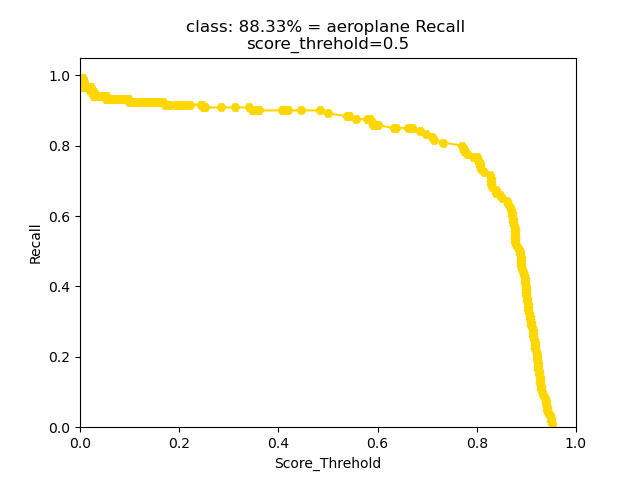 class: 88.33% = aeroplane Recall
score_threhold=0.5
Recall
1.0
0.8
0.6
0.4
0.2
0.0
0.0 0.2 0.4 0.6 0.8 1.0
Score_Threhold